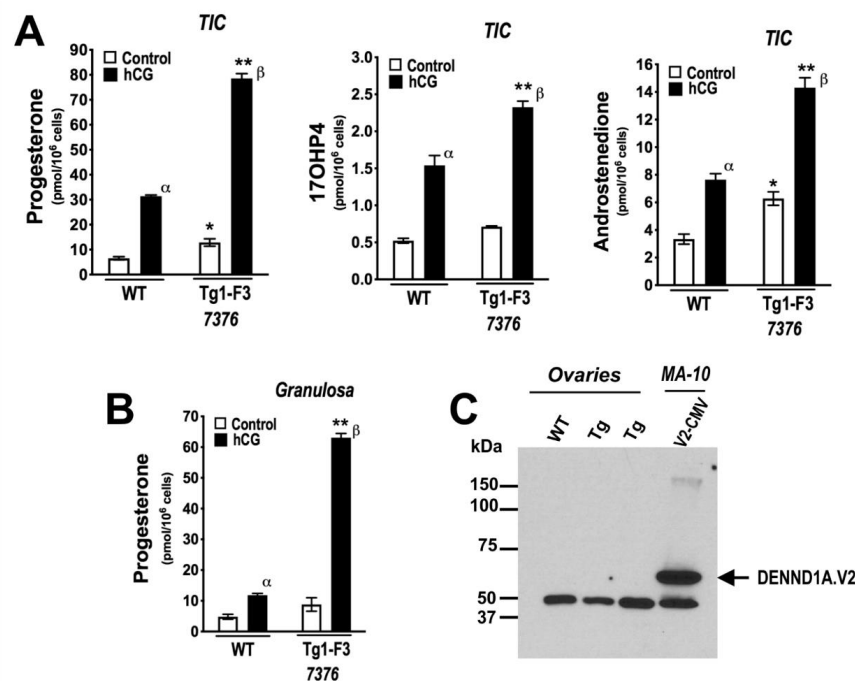 A
TIC
Progesterone
(pmol/10⁶ cells)
Control
hCG
90
80
70
60
50
40
30
20
10
0
α
*
**
β
WT
Tg1-F3
7376
TIC
17OHP4
(pmol/10⁶ cells)
Control
hCG
3.0
2.5
2.0
1.5
1.0
0.5
0.0
α
**
β
WT
Tg1-F3
7376
TIC
Androstenedione
(pmol/10⁶ cells)
Control
hCG
16
14
12
10
8
6
4
2
0
α
*
**
β
WT
Tg1-F3
7376
B
Granulosa
Progesterone
(pmol/10⁶ cells)
Control
hCG
70
60
50
40
30
20
10
0
α
**
β
WT
Tg1-F3
7376
C
Ovaries MA-10
WT Tg Tg V2-CMV
kDa
150
100
75
50
37
DENND1A.V2